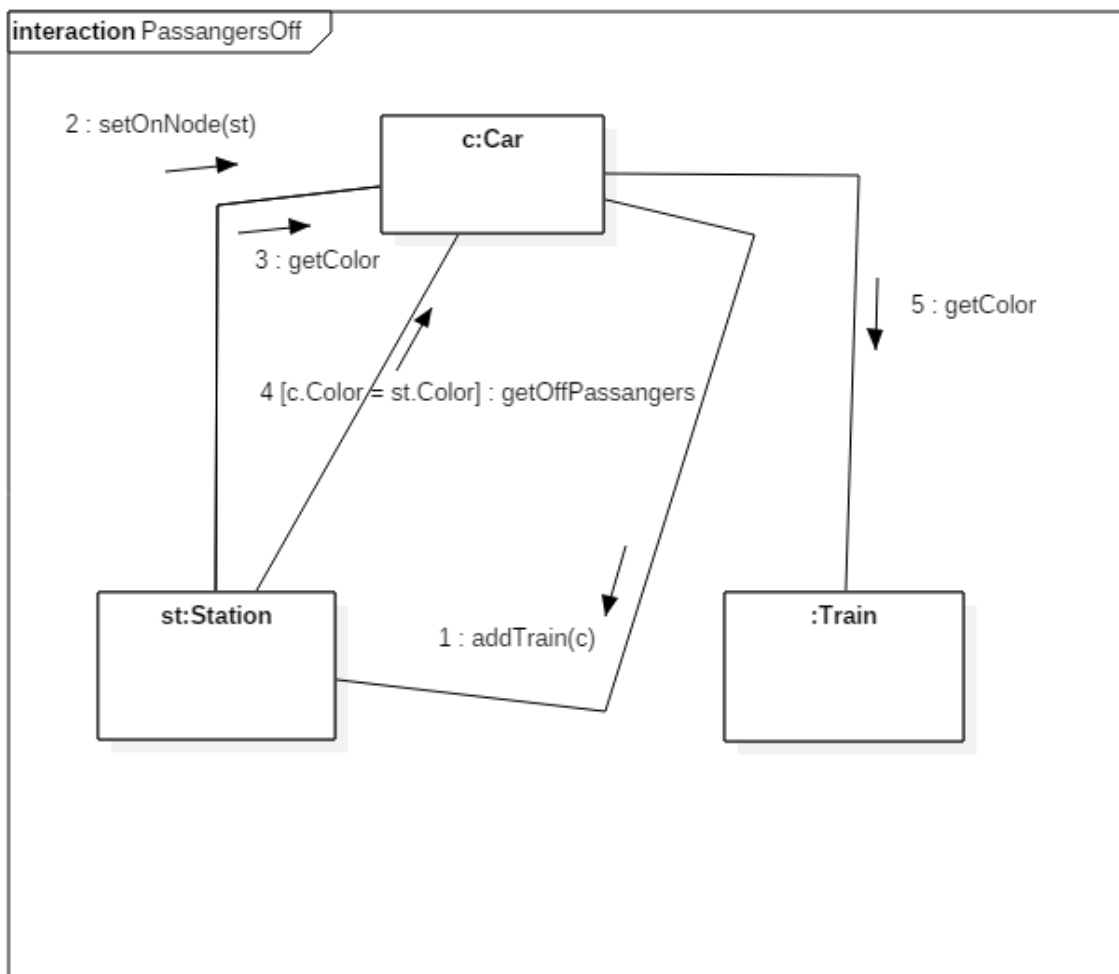 interaction PassangersOff
2 : setOnNode(st)
c:Car
3 : getColor
5 : getColor
4 [c.Color = st.Color] : getOffPassangers
st:Station
:Train
1 : addTrain(c)